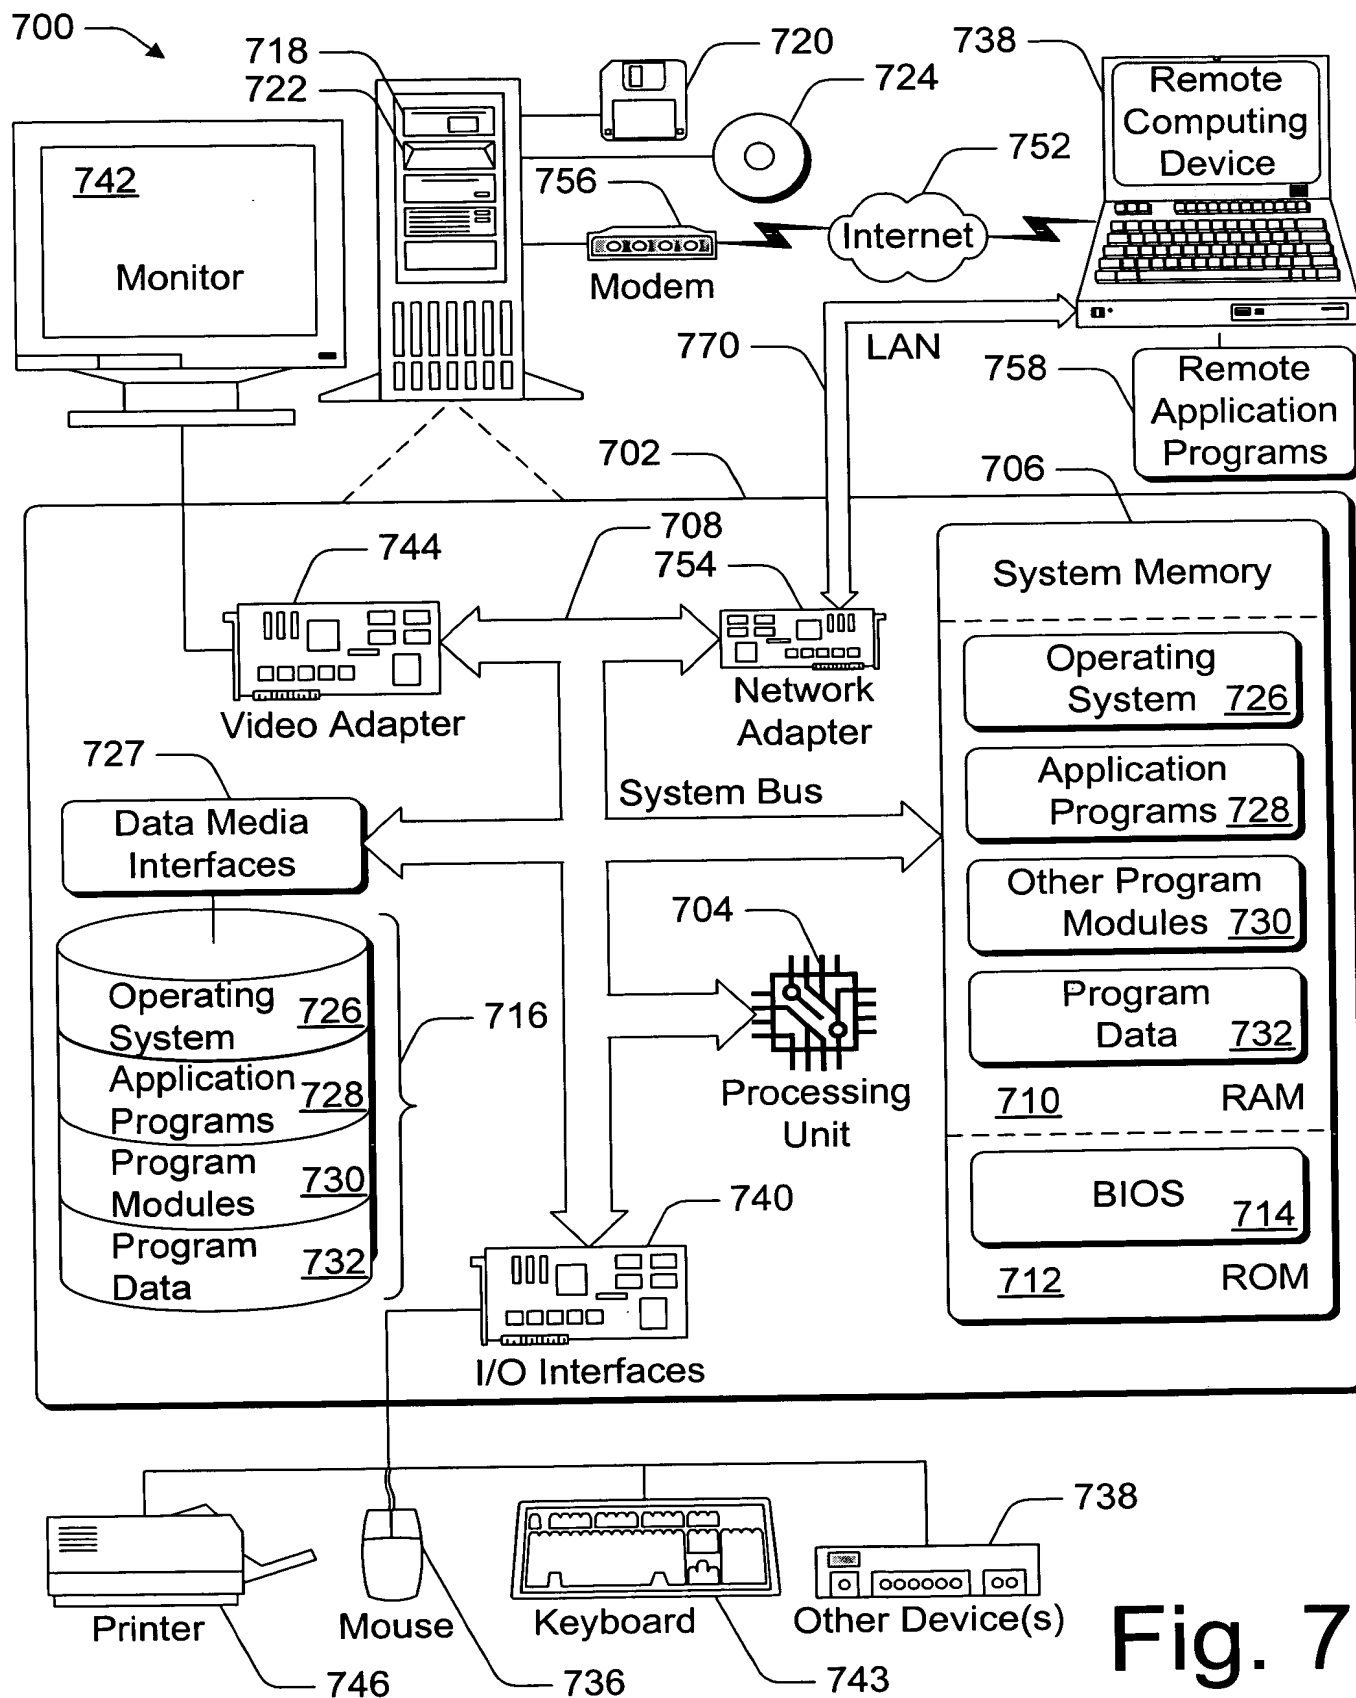 700
718
722
720
738
724
Remote
Computing
Device
742
756
752
Internet
Monitor
Modem
770
LAN
758
Remote
Application
Programs
702
706
708
744
754
System Memory
Operating
System 726
Video Adapter
Network
Adapter
727
Application
Programs 728
System Bus
Data Media
Interfaces
Other Program
Modules 730
704
Operating
System 726
716
Program
Data 732
Application
Programs 728
Processing
Unit
710 RAM
Program
Modules 730
740
BIOS 714
Program
Data 732
712 ROM
I/O Interfaces
738
Printer
Mouse
Keyboard
Other Device(s)
746
736
743
Fig. 7